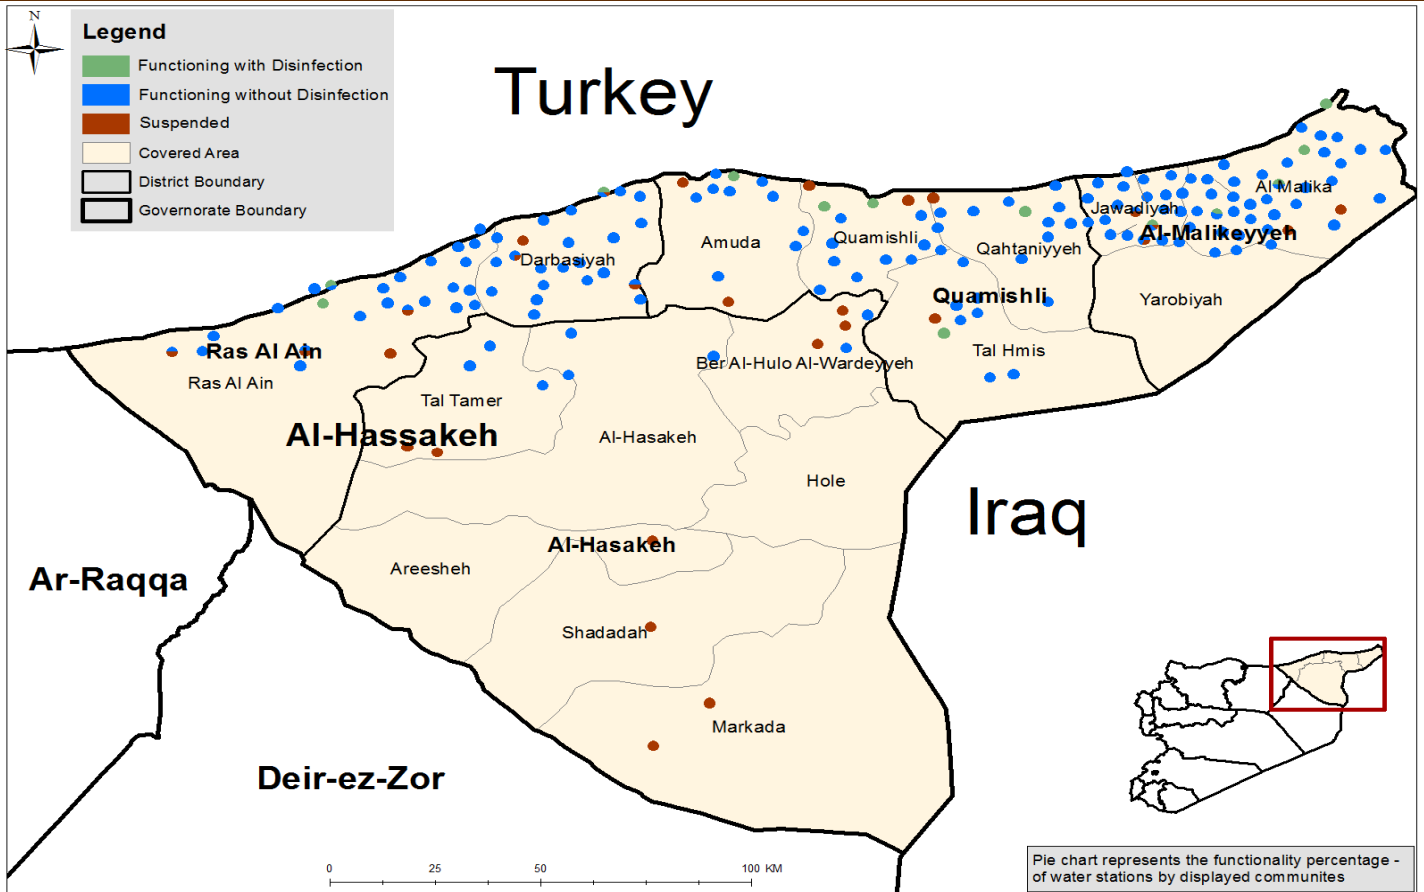 N
Legend
Functioning with Disinfection
Functioning without Disinfection
Suspended
Covered Area
District Boundary
Governorate Boundary
Turkey
Al Malika
Jawadiyah
Al-Malikeyyeh
Quamishli
Amuda
Qahtaniyyeh
Darbasiyah
Quamishli
Yarobiyah
Ras Al Ain
Tal Hmis
Ber Al-Hulo Al-Wardeyyeh
Ras Al Ain
Tal Tamer
Al-Hassakeh
Al-Hasakeh
Hole
Iraq
Al-Hasakeh
Areesheh
Ar-Raqqa
Shadadah
Markada
Deir-ez-Zor
0 25 50 100 KM
Pie chart represents the functionality percentage -
of water stations by displayed communites